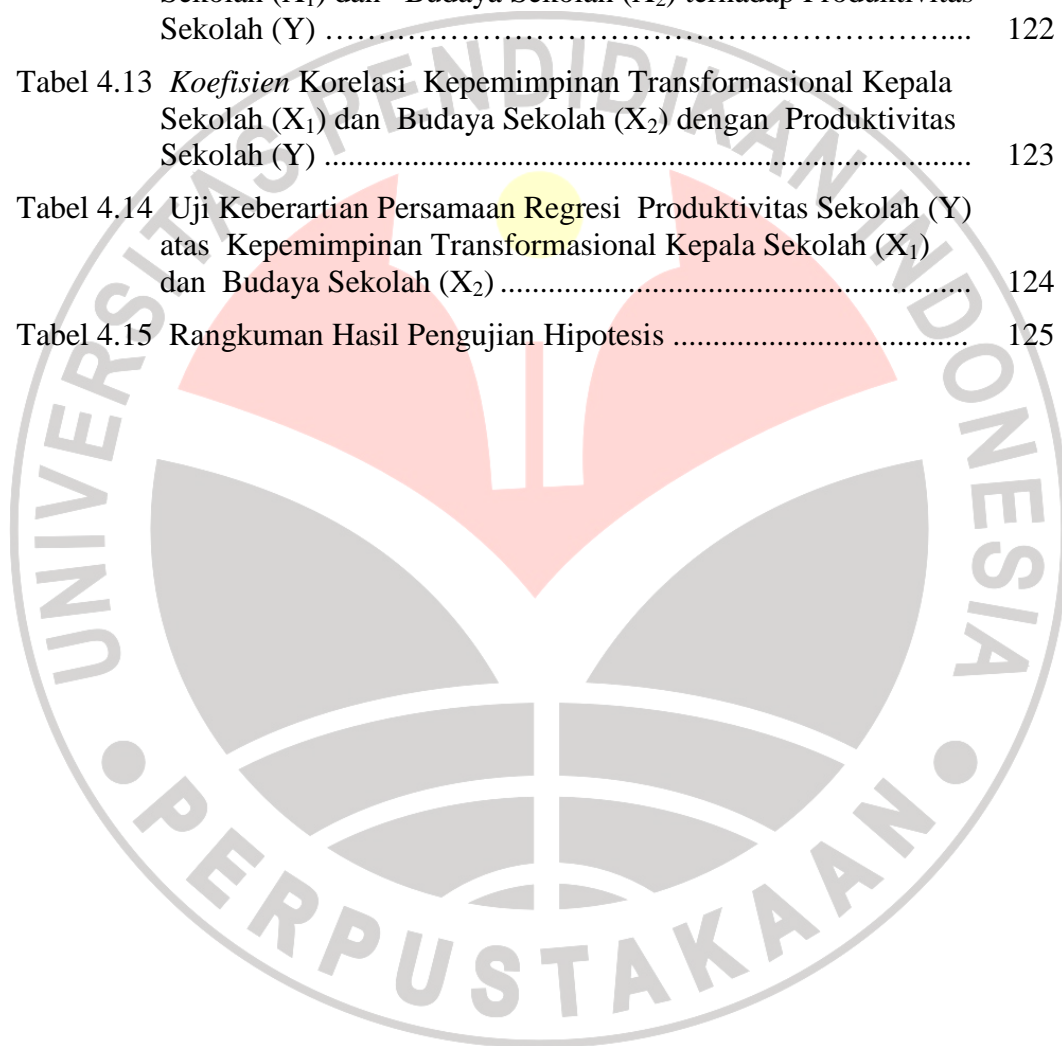 Sekolah (X₁) dan Budaya Sekolah (X₂) terhadap Produktivitas
Sekolah (Y) ………………………………………………………….... 122
Tabel 4.13 Koefisien Korelasi Kepemimpinan Transformasional Kepala
Sekolah (X₁) dan Budaya Sekolah (X₂) dengan Produktivitas
Sekolah (Y) ................................................................................. 123
Tabel 4.14 Uji Keberartian Persamaan Regresi Produktivitas Sekolah (Y)
atas Kepemimpinan Transformasional Kepala Sekolah (X₁)
dan Budaya Sekolah (X₂) ........................................................... 124
Tabel 4.15 Rangkuman Hasil Pengujian Hipotesis ..................................... 125
UNIVERSITAS PENDIDIKAN INDONESIA
PERPUSTAKAAN